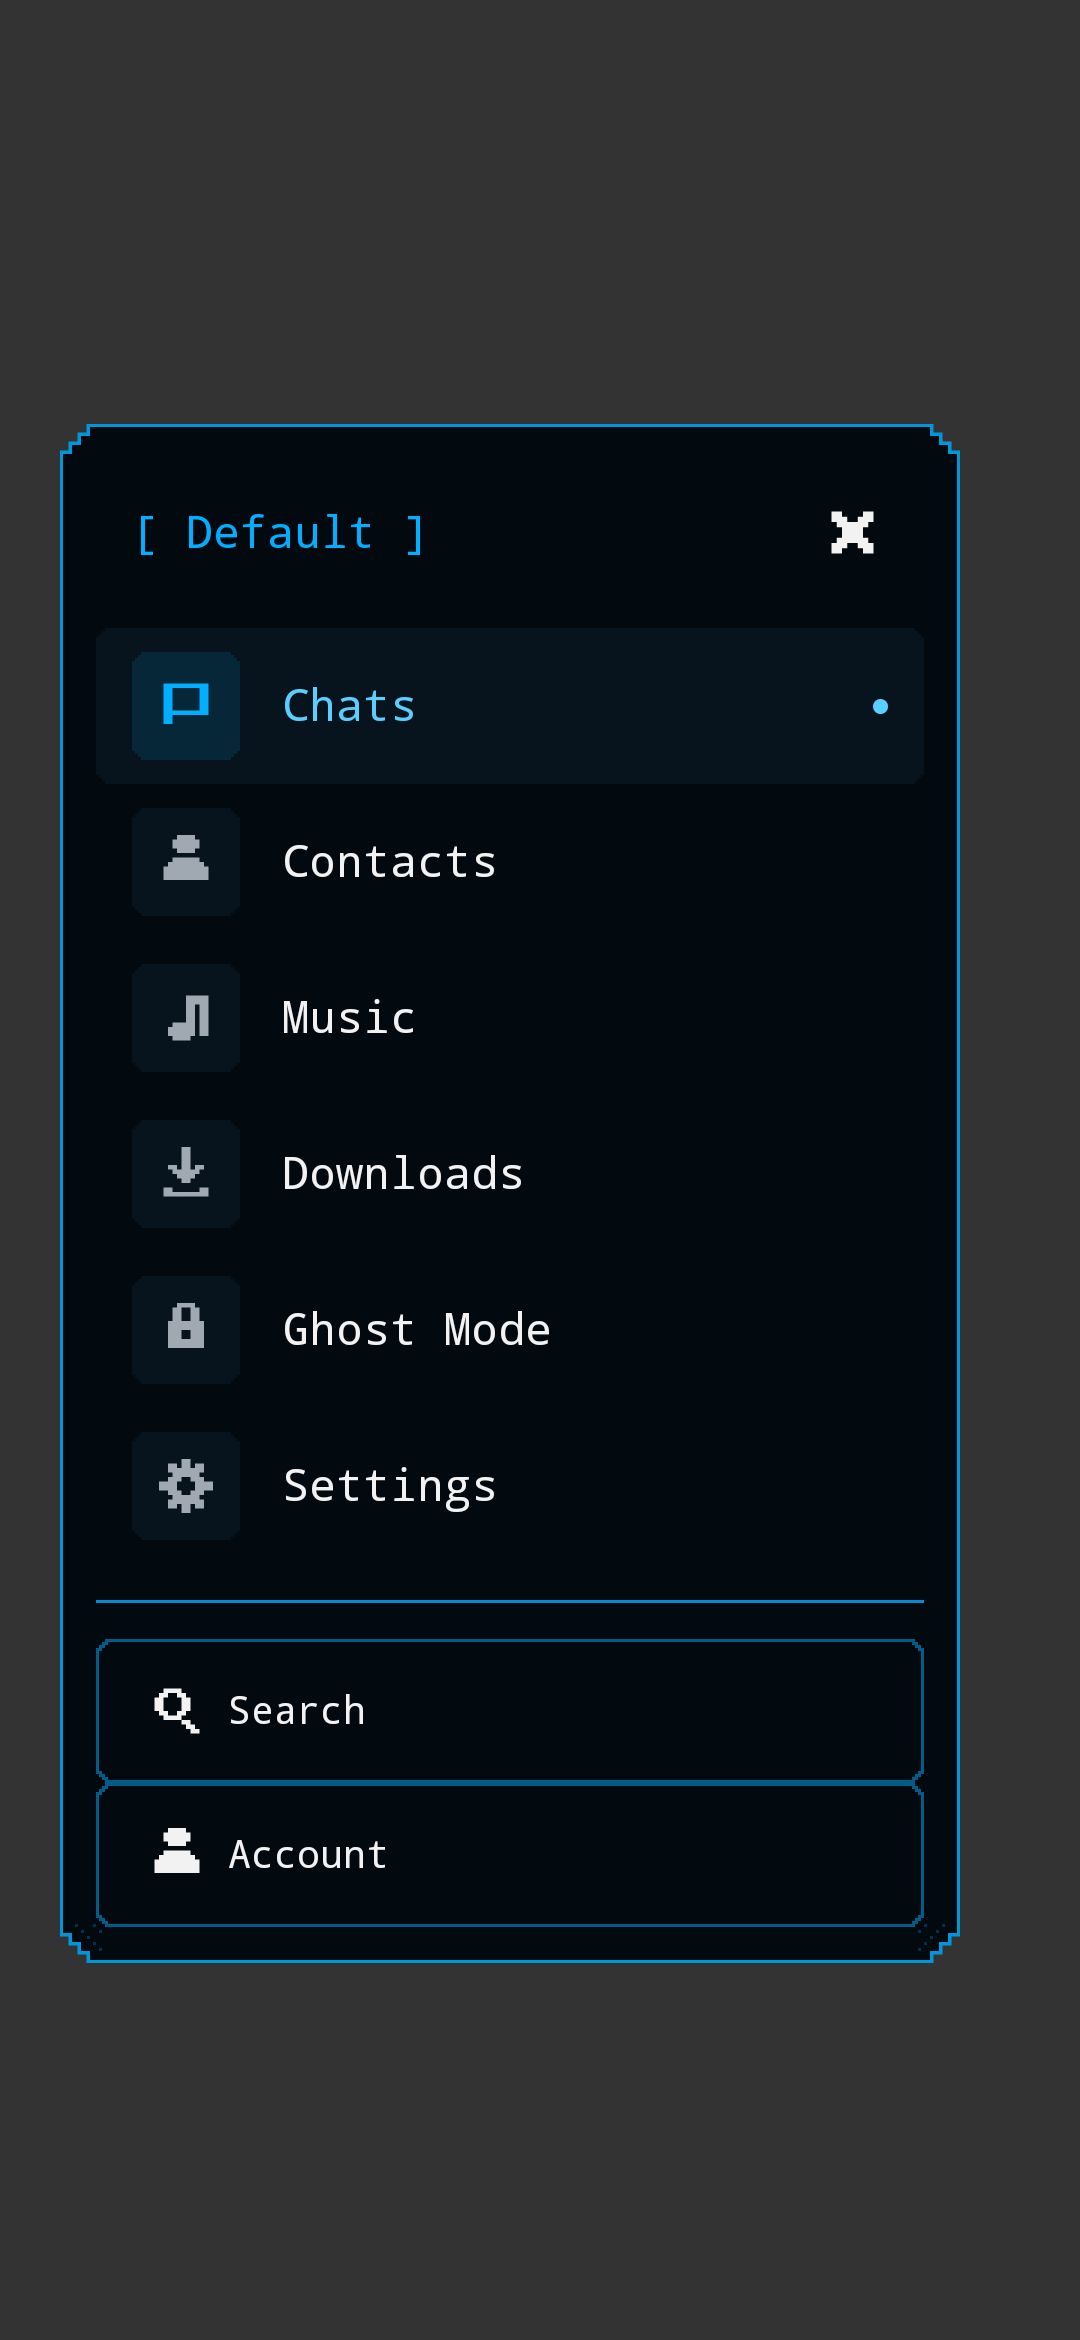 [ Default ]
Chats
Contacts
Music
Downloads
Ghost Mode
Settings
Search
Account